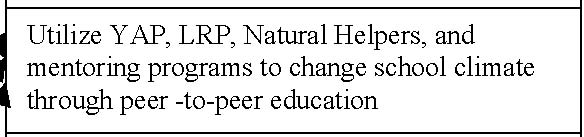 Utilize YAP, LRP, Natural Helpers, and
mentoring programs to change school climate
through peer -to-peer education